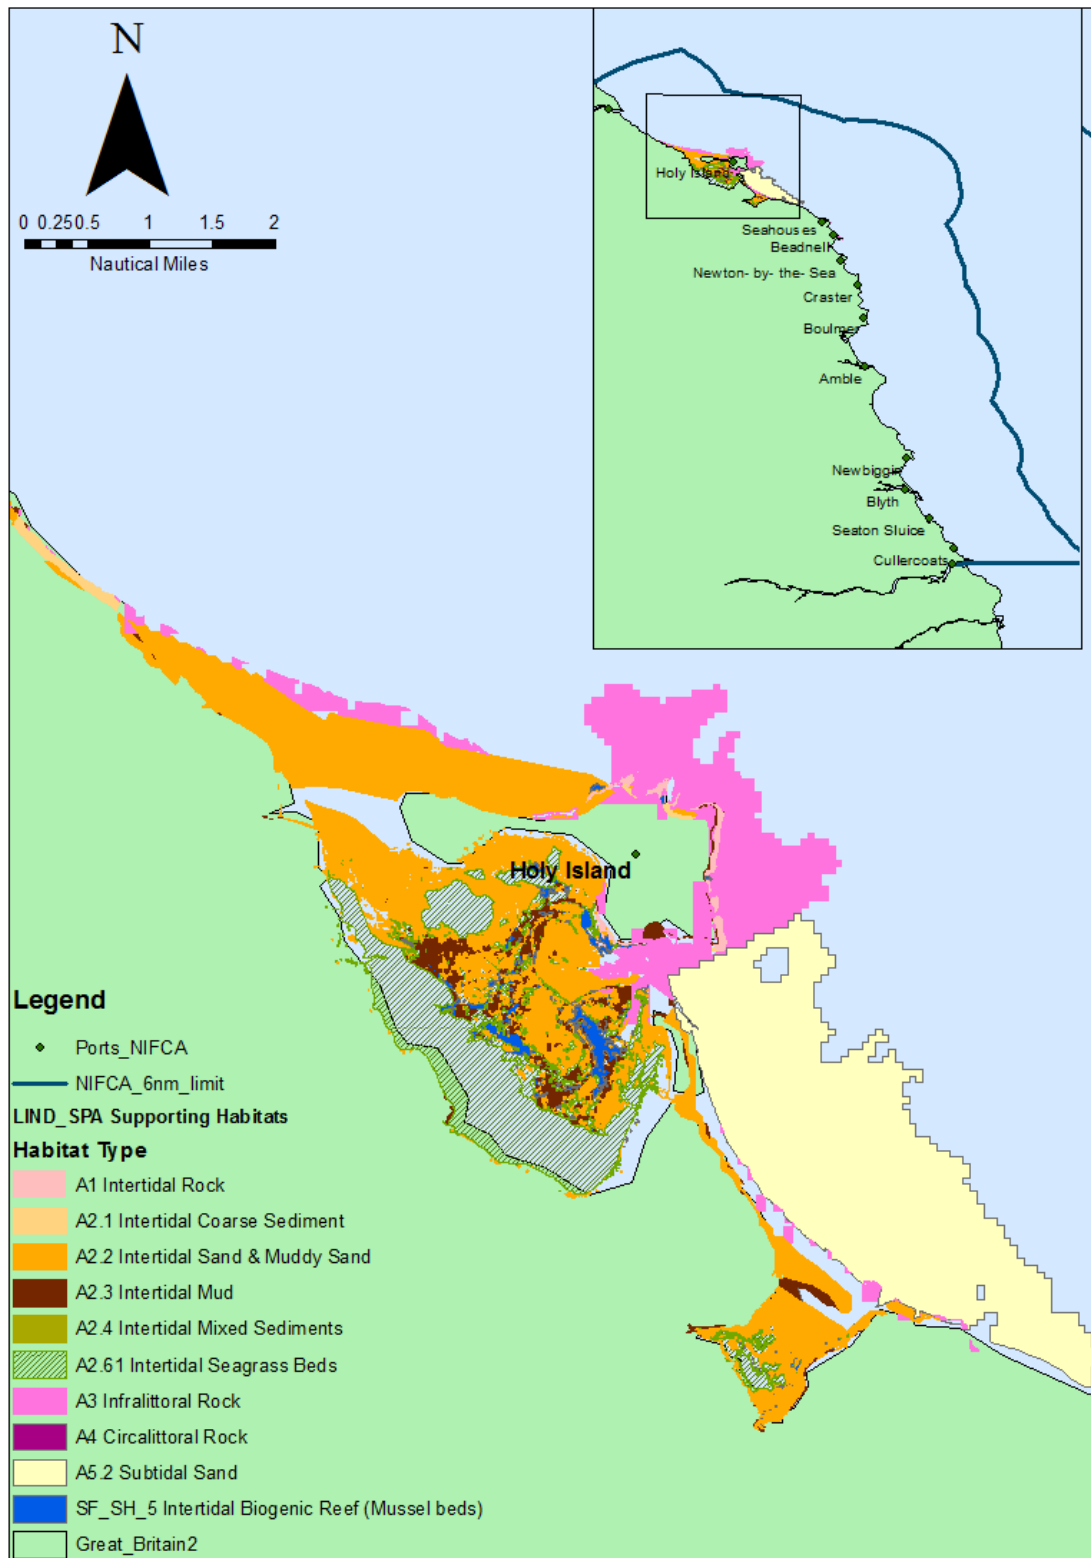 N
0 0.25 0.5 1 1.5 2
Nautical Miles
Holy Island
Seahouses
Beadnell
Newton- by- the- Sea
Craster
Boulmer
Amble
Newbiggin
Blyth
Seaton Sluice
Cullercoats
Holy Island
Legend
Ports_NIFCA
NIFCA_6nm_limit
LIND_SPA Supporting Habitats
Habitat Type
A1 Intertidal Rock
A2.1 Intertidal Coarse Sediment
A2.2 Intertidal Sand & Muddy Sand
A2.3 Intertidal Mud
A2.4 Intertidal Mixed Sediments
A2.61 Intertidal Seagrass Beds
A3 Infralittoral Rock
A4 Circalittoral Rock
A5.2 Subtidal Sand
SF_SH_5 Intertidal Biogenic Reef (Mussel beds)
Great_Britain2